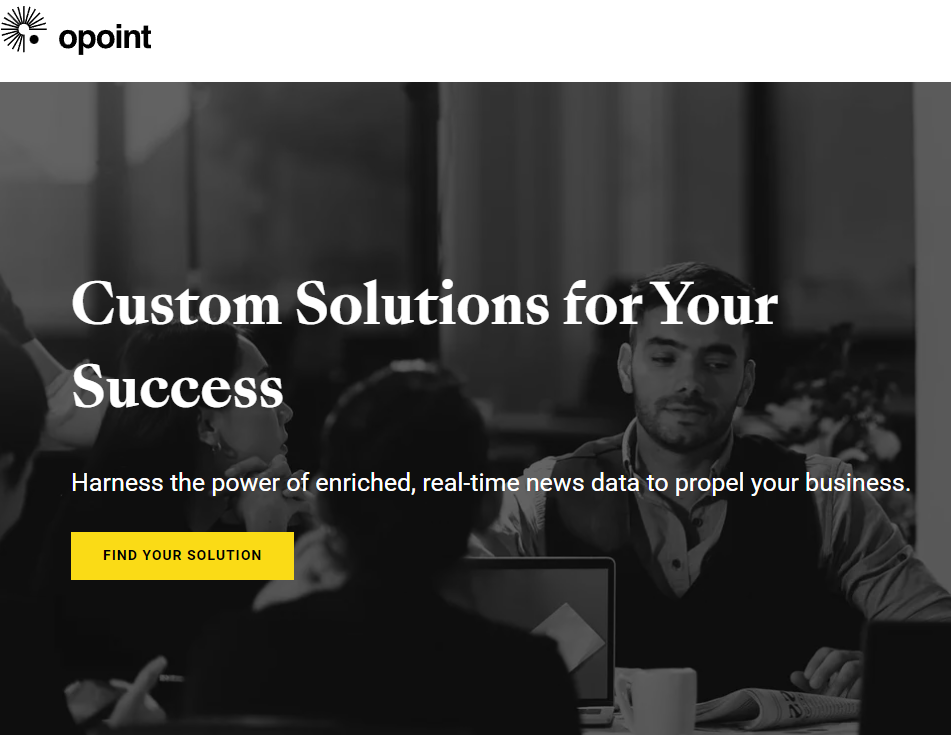 opoint
Custom Solutions for Your
Success
Harness the power of enriched, real-time news data to propel your business.
FIND YOUR SOLUTION